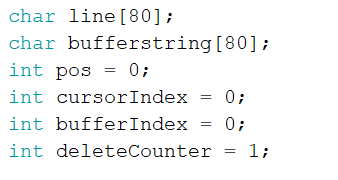 char line[80];
char bufferstring[80];
int pos = 0;
int cursorIndex = 0;
int bufferIndex = 0;
int deleteCounter = 1;